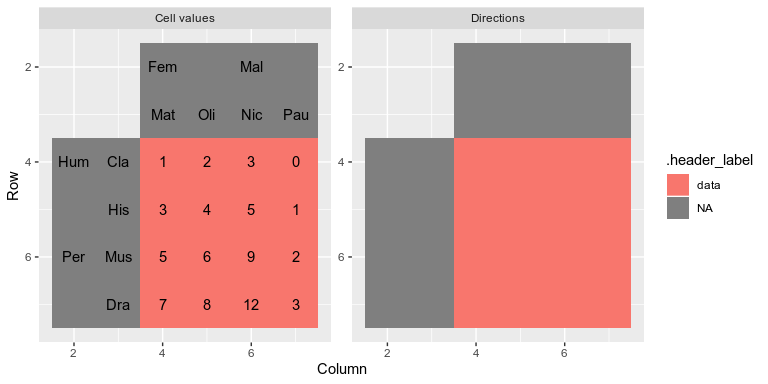 Cell values
Directions
2
Fem Mal
Mat Oli Nic Pau
4
Hum Cla 1 2 3 0
His 3 4 5 1
6
Per Mus 5 6 9 2
Dra 7 8 12 3
2 4 6
Row
2
4
6
2 4 6
Column
.header_label
data
NA